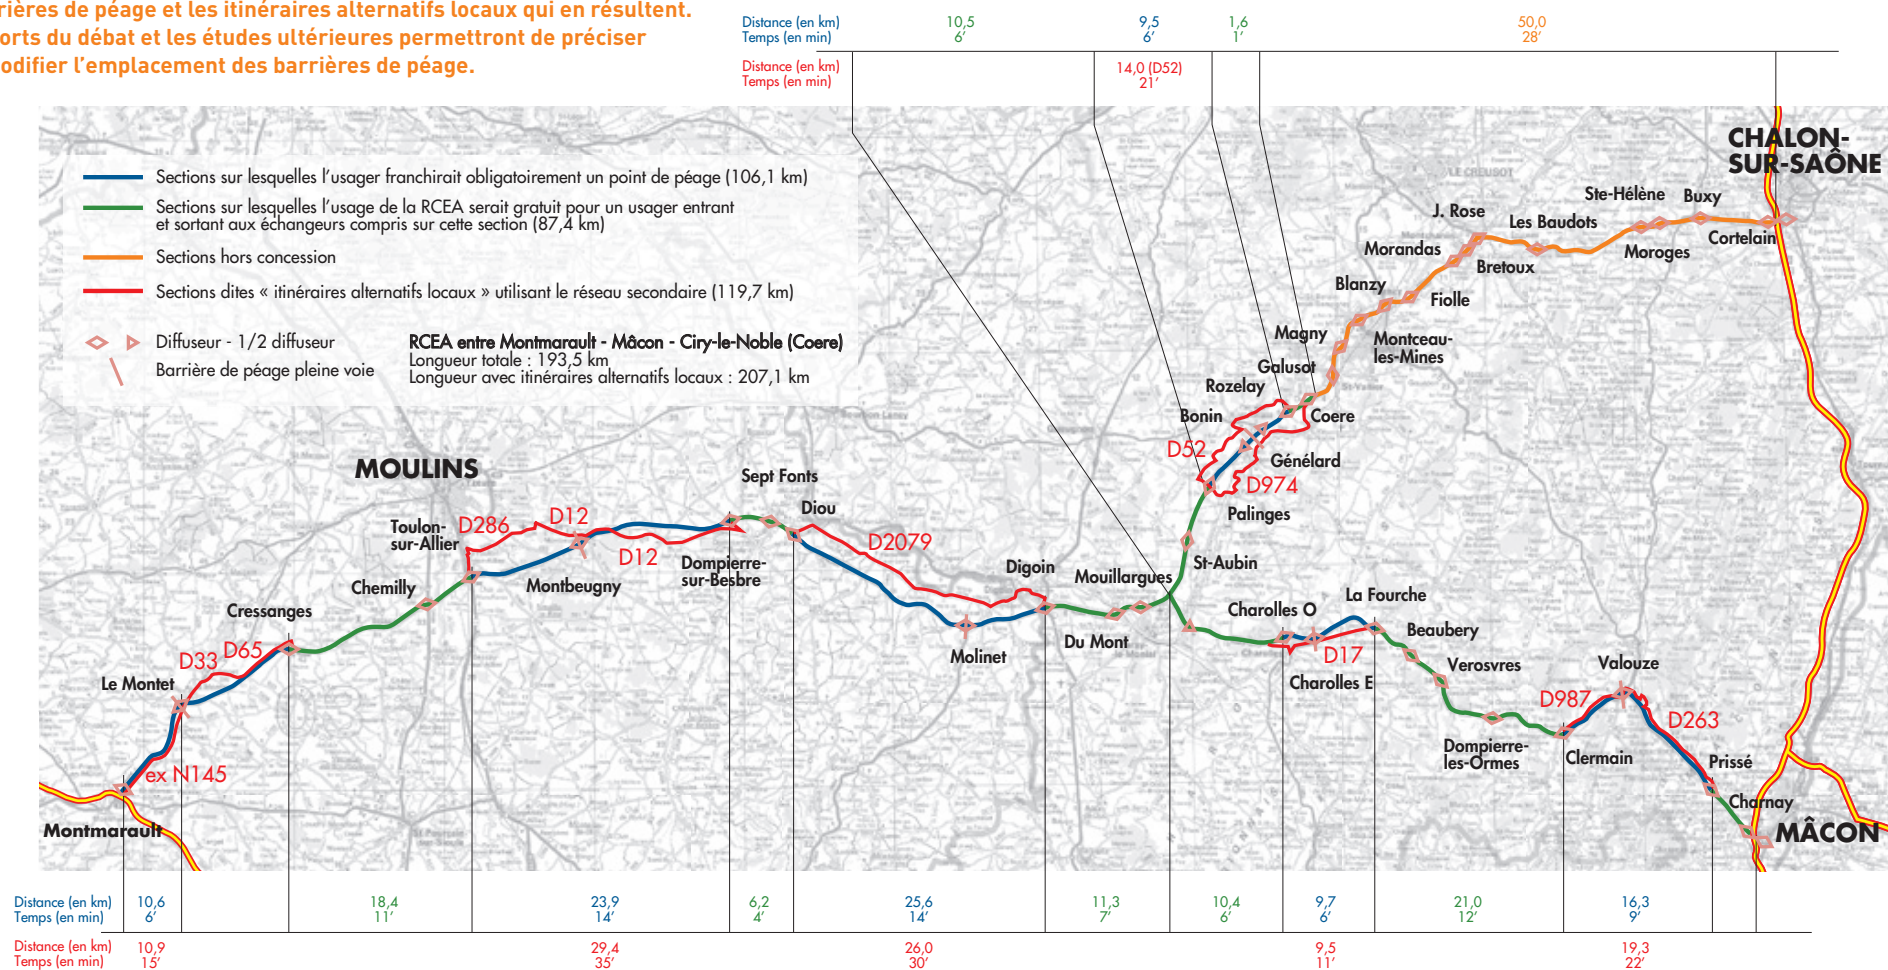 rières de péage et les itinéraires alternatifs locaux qui en résultent.
orts du débat et les études ultérieures permettront de préciser
odifier l'emplacement des barrières de péage.
Distance (en km) 10,5 9,5 1,6 50,0
Temps (en min) 6' 6' 1' 28'
Distance (en km) 14,0 (D52)
Temps (en min) 21'
Sections sur lesquelles l'usager franchirait obligatoirement un point de péage (106,1 km)
Sections sur lesquelles l'usage de la RCEA serait gratuit pour un usager entrant
et sortant aux échangeurs compris sur cette section (87,4 km)
Sections hors concession
Sections dites « itinéraires alternatifs locaux » utilisant le réseau secondaire (119,7 km)
Diffuseur - 1/2 diffuseur
Barrière de péage pleine voie
RCEA entre Montmarault - Mâcon - Ciry-le-Noble (Coere)
Longueur totale : 193,5 km
Longueur avec itinéraires alternatifs locaux : 207,1 km
CHALON-
SUR-SAÔNE
LE CREUSOT
Ste-Hélène
Buxy
J. Rose
Les Baudots
Cortelain
Moroges
Morandas
Bretoux
Blanzy
Fiolle
Magny
Montceau-
les-Mines
Galusot
St-Vallier
Rozelay
Bonin
Coere
D52
Génélard
D974
Palinges
MOULINS
Sept Fonts
Diou
Toulon-
sur-Allier
D286
D12
D12
D2079
Dompierre-
sur-Besbre
Montbeugny
Chemilly
Cressanges
Digoin
Mouillargues
St-Aubin
Du Mont
Molinet
Charolles O
La Fourche
D17
Charolles E
Beaubery
Verosvres
Valouze
D987
D263
Dompierre-
les-Ormes
Clermain
Prissé
Charnay
MÂCON
D33
D65
Le Montet
ex N145
Montmarault
Distance (en km) 10,6 18,4 23,9 6,2 25,6 11,3 10,4 9,7 21,0 16,3
Temps (en min) 6' 11' 14' 4' 14' 7' 6' 6' 12' 9'
Distance (en km) 10,9 29,4 26,0 9,5 19,3
Temps (en min) 15' 35' 30' 11' 22'